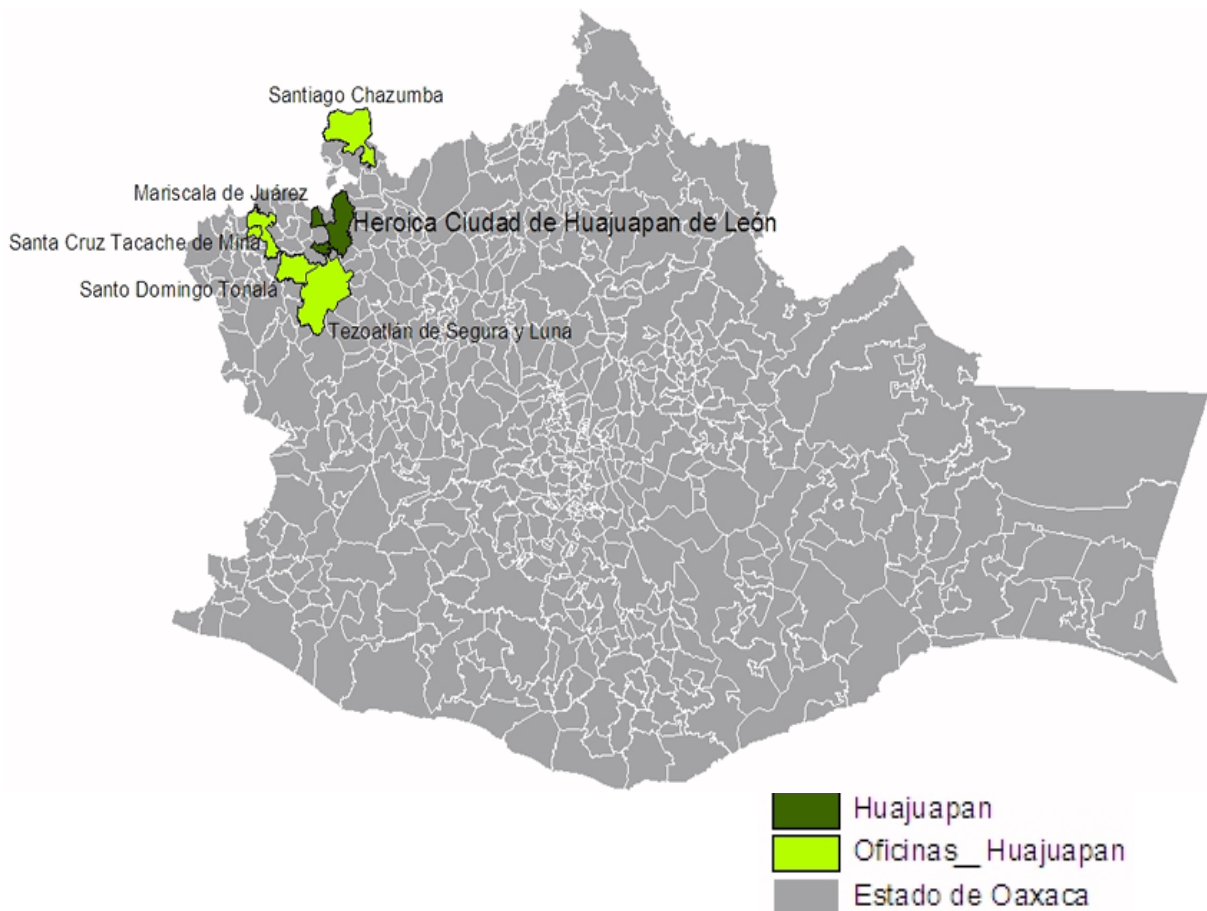 Santiago Chazumba
Mariscala de Juárez
Heroica Ciudad de Huajuapan de León
Santa Cruz Tacache de Mina
Santo Domingo Tonalá
Tezoatlán de Segura y Luna
Huajuapan
Oficinas_ Huajuapan
Estado de Oaxaca